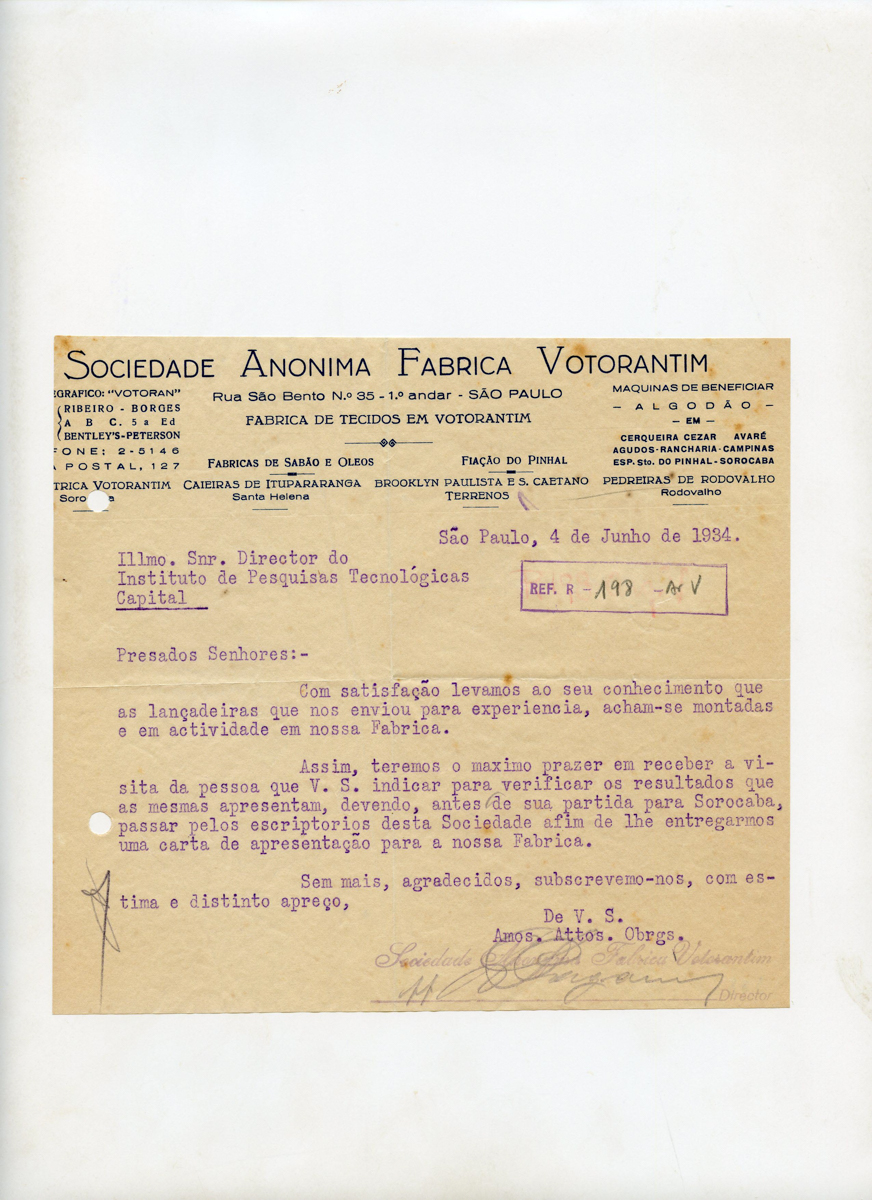 SOCIEDADE ANONIMA FABRICA VOTORANTIM
EGRAFICO: "VOTORAN"
RIBEIRO - BORGES
A B C. 5a Ed
BENTLEY'S-PETERSON
FONE: 2-5146
POSTAL, 127
Rua São Bento N.º 35 - 1.º andar - SÃO PAULO
FABRICA DE TECIDOS EM VOTORANTIM
MAQUINAS DE BENEFICIAR
— ALGODÃO —
— EM —
CERQUEIRA CEZAR AVARÉ
AGUDOS - RANCHARIA - CAMPINAS
ESP. Sto. DO PINHAL - SOROCABA
FABRICAS DE SABÃO E OLEOS
FIAÇÃO DO PINHAL
TRICA VOTORANTIM
CAIEIRAS DE ITUPARARANGA
Santa Helena
BROOKLYN PAULISTA E S. CAETANO
TERRENOS
PEDREIRAS DE RODOVALHO
Rodovalho
São Paulo, 4 de Junho de 1934.
Illmo. Snr. Director do
Instituto de Pesquisas Tecnológicas
Capital
REF. R - 198 -
Presados Senhores:-
Com satisfação levamos ao seu conhecimento que
as lançadeiras que nos enviou para experiencia, acham-se montadas
e em actividade em nossa Fabrica.
Assim, teremos o maximo prazer em receber a vi-
sita da pessoa que V. S. indicar para verificar os resultados que
as mesmas apresentam, devendo, antes de sua partida para Sorocaba,
passar pelos escriptorios desta Sociedade afim de lhe entregarmos
uma carta de apresentação para a nossa Fabrica.
Sem mais, agradecidos, subscrevemo-nos, com es-
tima e distinto apreço,
De V. S.
Amos. Attos. Obrgs.
Sociedade Fabrica Votorantim
Director